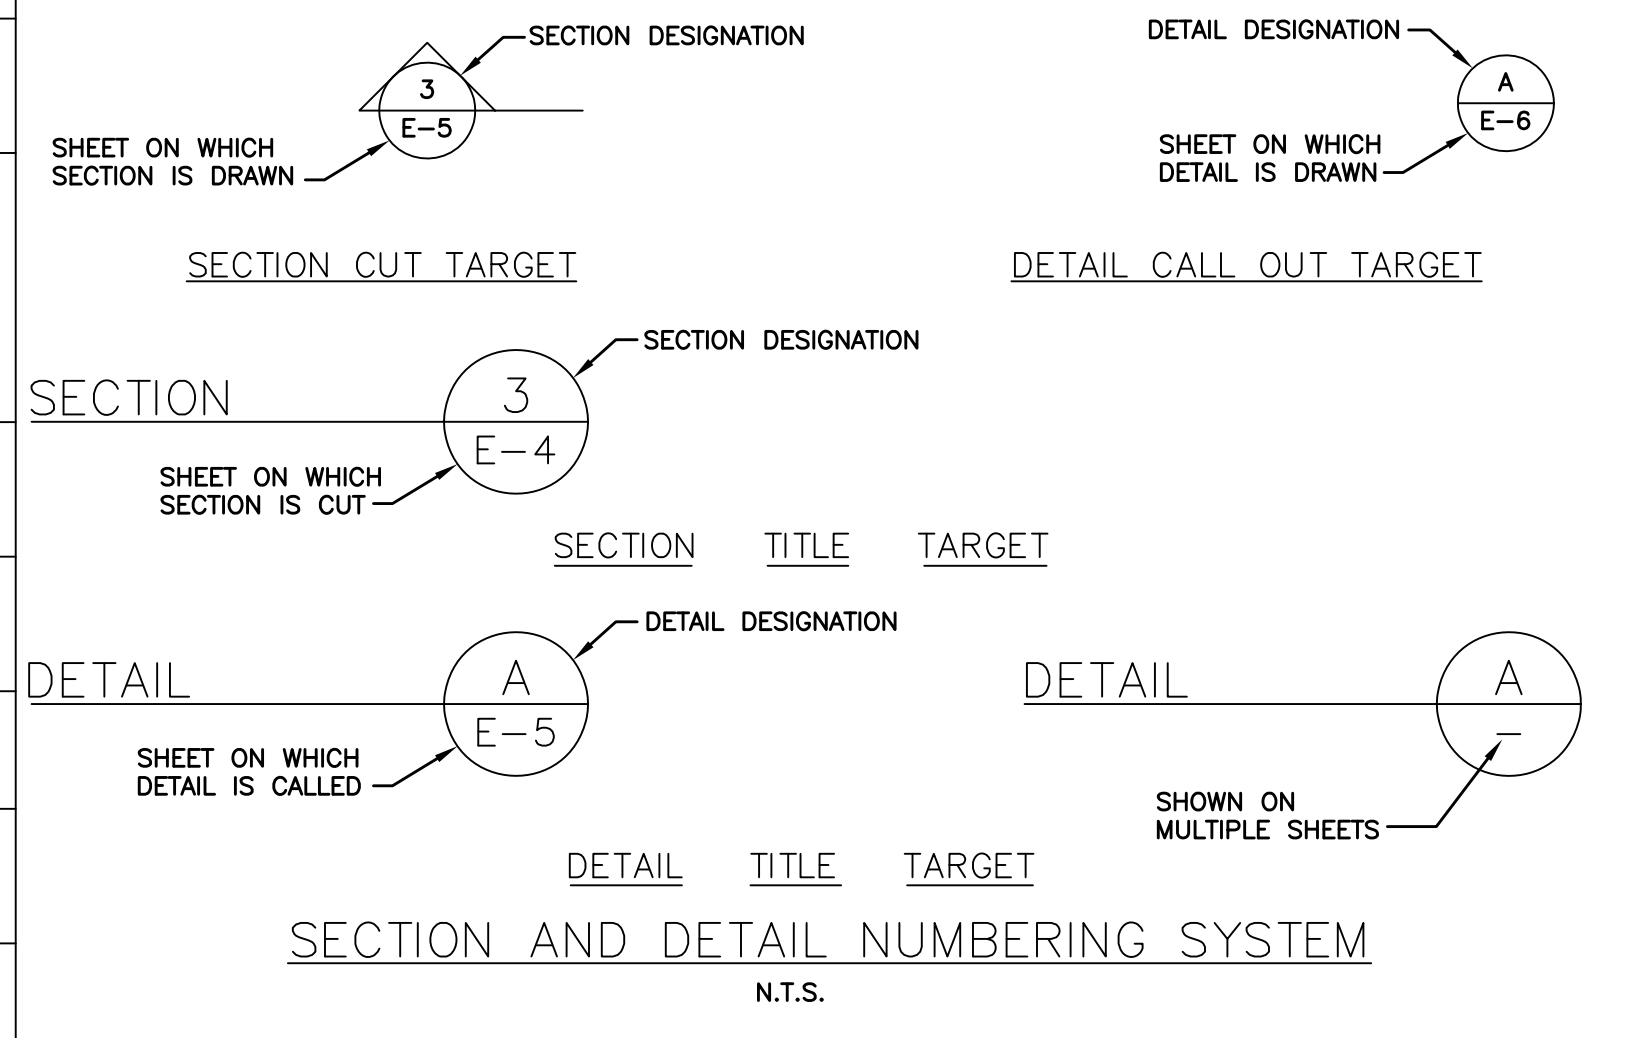 SECTION DESIGNATION
3
E-5
SHEET ON WHICH
SECTION IS DRAWN
SECTION CUT TARGET
DETAIL DESIGNATION
A
E-6
SHEET ON WHICH
DETAIL IS DRAWN
DETAIL CALL OUT TARGET
SECTION DESIGNATION
SECTION
3
E-4
SHEET ON WHICH
SECTION IS CUT
SECTION TITLE TARGET
DETAIL DESIGNATION
DETAIL
A
E-5
SHEET ON WHICH
DETAIL IS CALLED
DETAIL
A
-
SHOWN ON
MULTIPLE SHEETS
DETAIL TITLE TARGET
SECTION AND DETAIL NUMBERING SYSTEM
N.T.S.